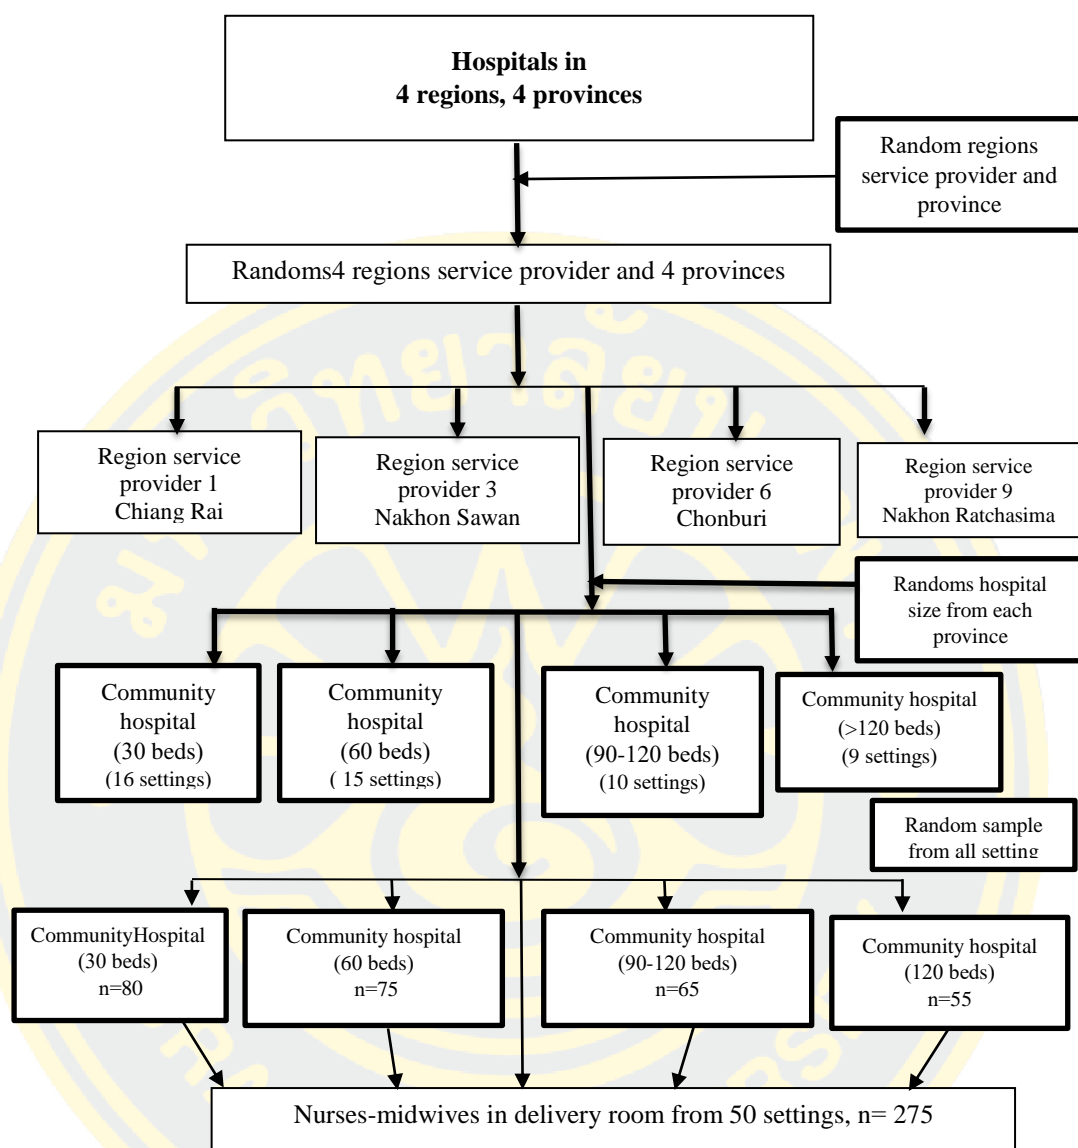 Hospitals in
4 regions, 4 provinces
Random regions
service provider and
province
Randoms4 regions service provider and 4 provinces
Region service
provider 1
Chiang Rai
Region service
provider 3
Nakhon Sawan
Region service
provider 6
Chonburi
Region service
provider 9
Nakhon Ratchasima
Randoms hospital
size from each
province
Community
hospital
(30 beds)
(16 settings)
Community
hospital
(60 beds)
( 15 settings)
Community
hospital
(90-120 beds)
(10 settings)
Community hospital
(>120 beds)
(9 settings)
Random sample
from all setting
CommunityHospital
(30 beds)
n=80
Community hospital
(60 beds)
n=75
Community hospital
(90-120 beds)
n=65
Community hospital
(120 beds)
n=55
Nurses-midwives in delivery room from 50 settings, n= 275